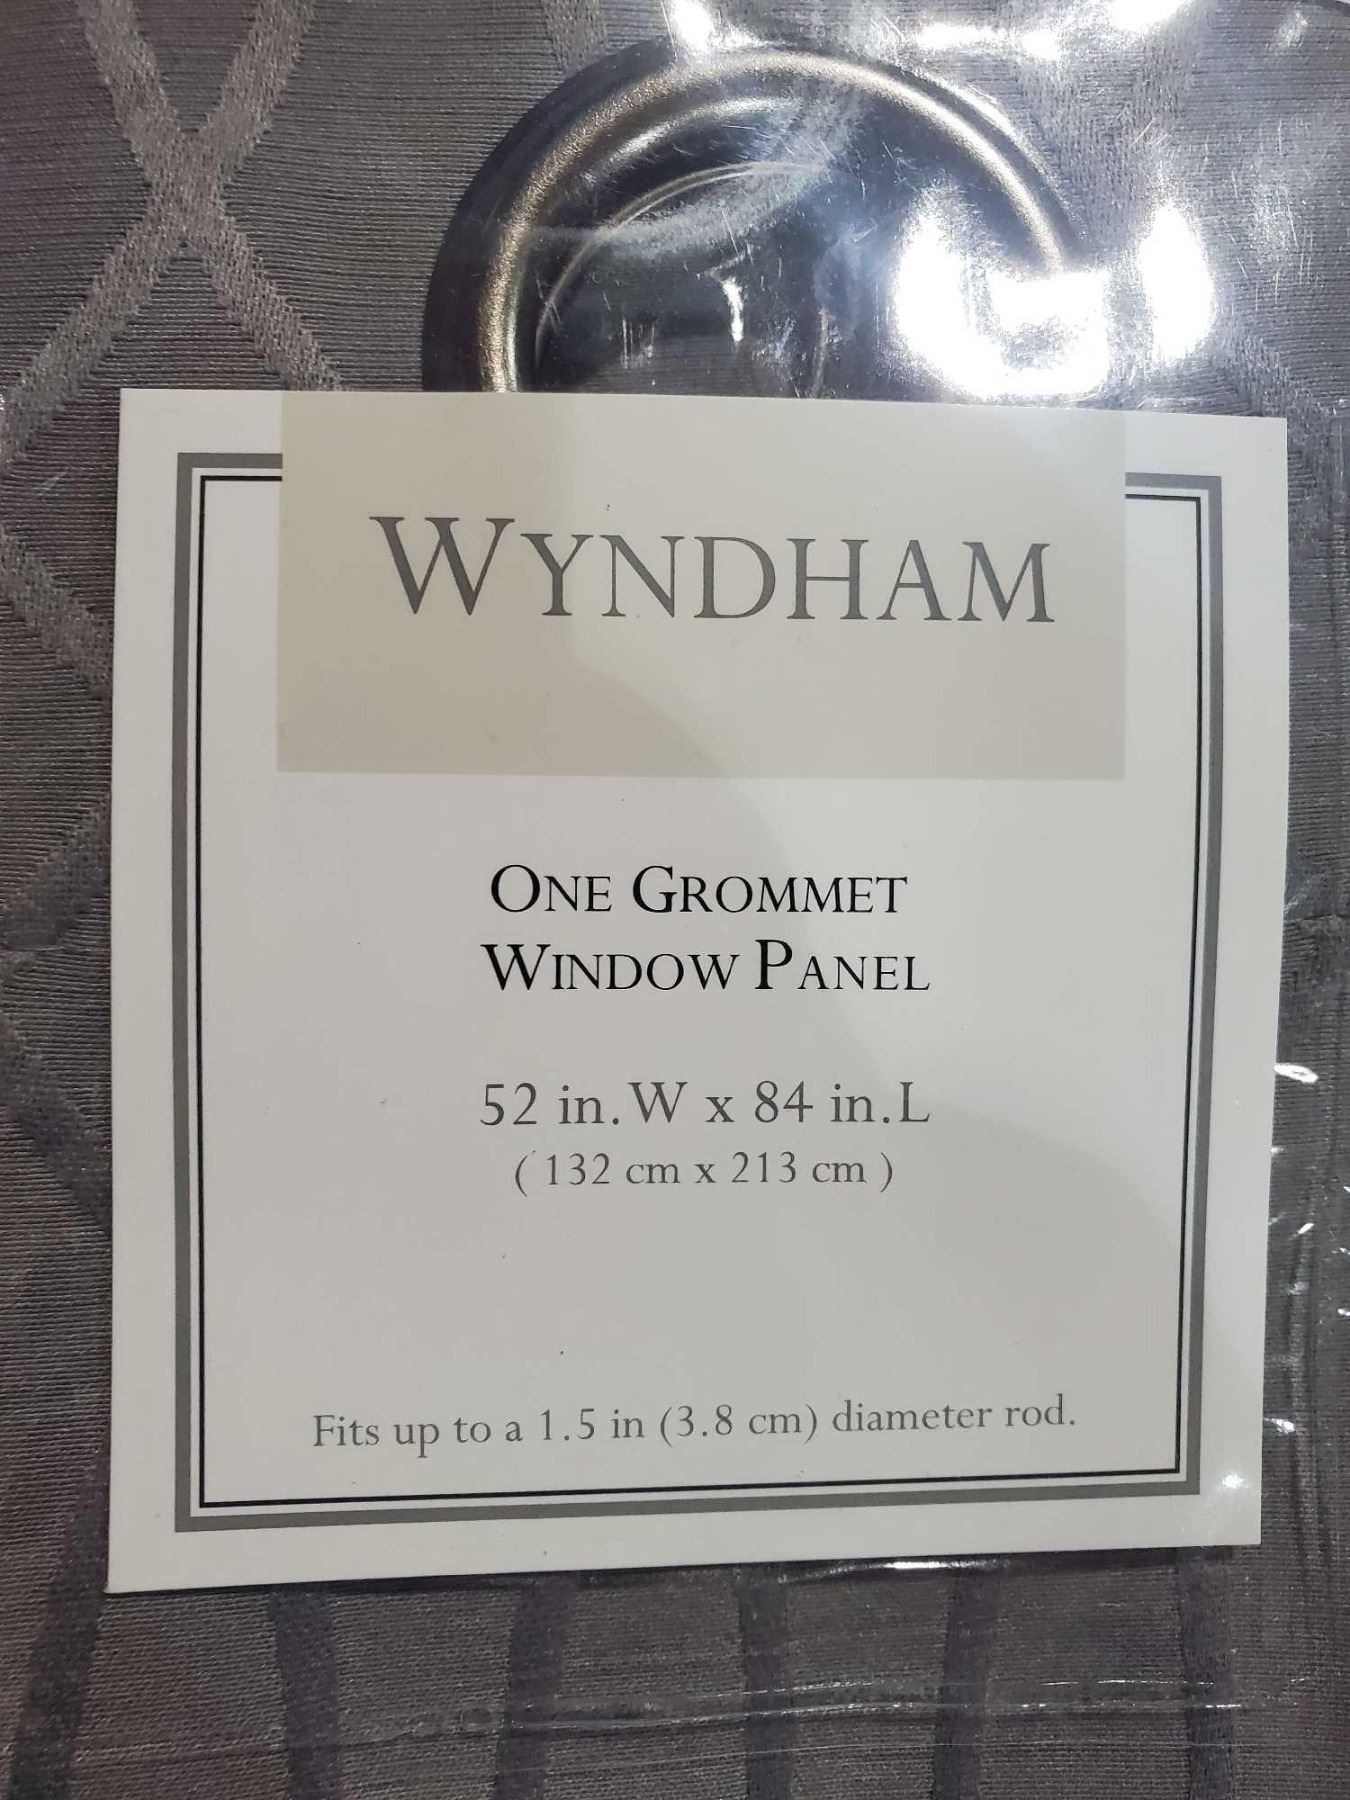 WYNDHAM
ONE GROMMET
WINDOW PANEL
52 in. W x 84 in. L
( 132 cm x 213 cm )
Fits up to a 1.5 in (3.8 cm) diameter rod.